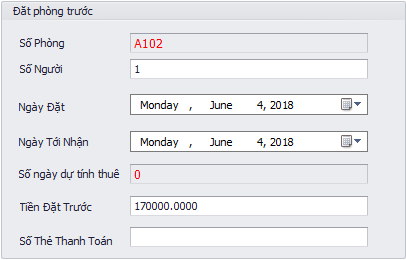 Đăt phòng trước
Số Phòng A102
Số Người 1
Ngày Đặt Monday , June 4, 2018
Ngày Tới Nhận Monday , June 4, 2018
Số ngày dự tính thuê 0
Tiền Đặt Trước 170000.0000
Số Thẻ Thanh Toán